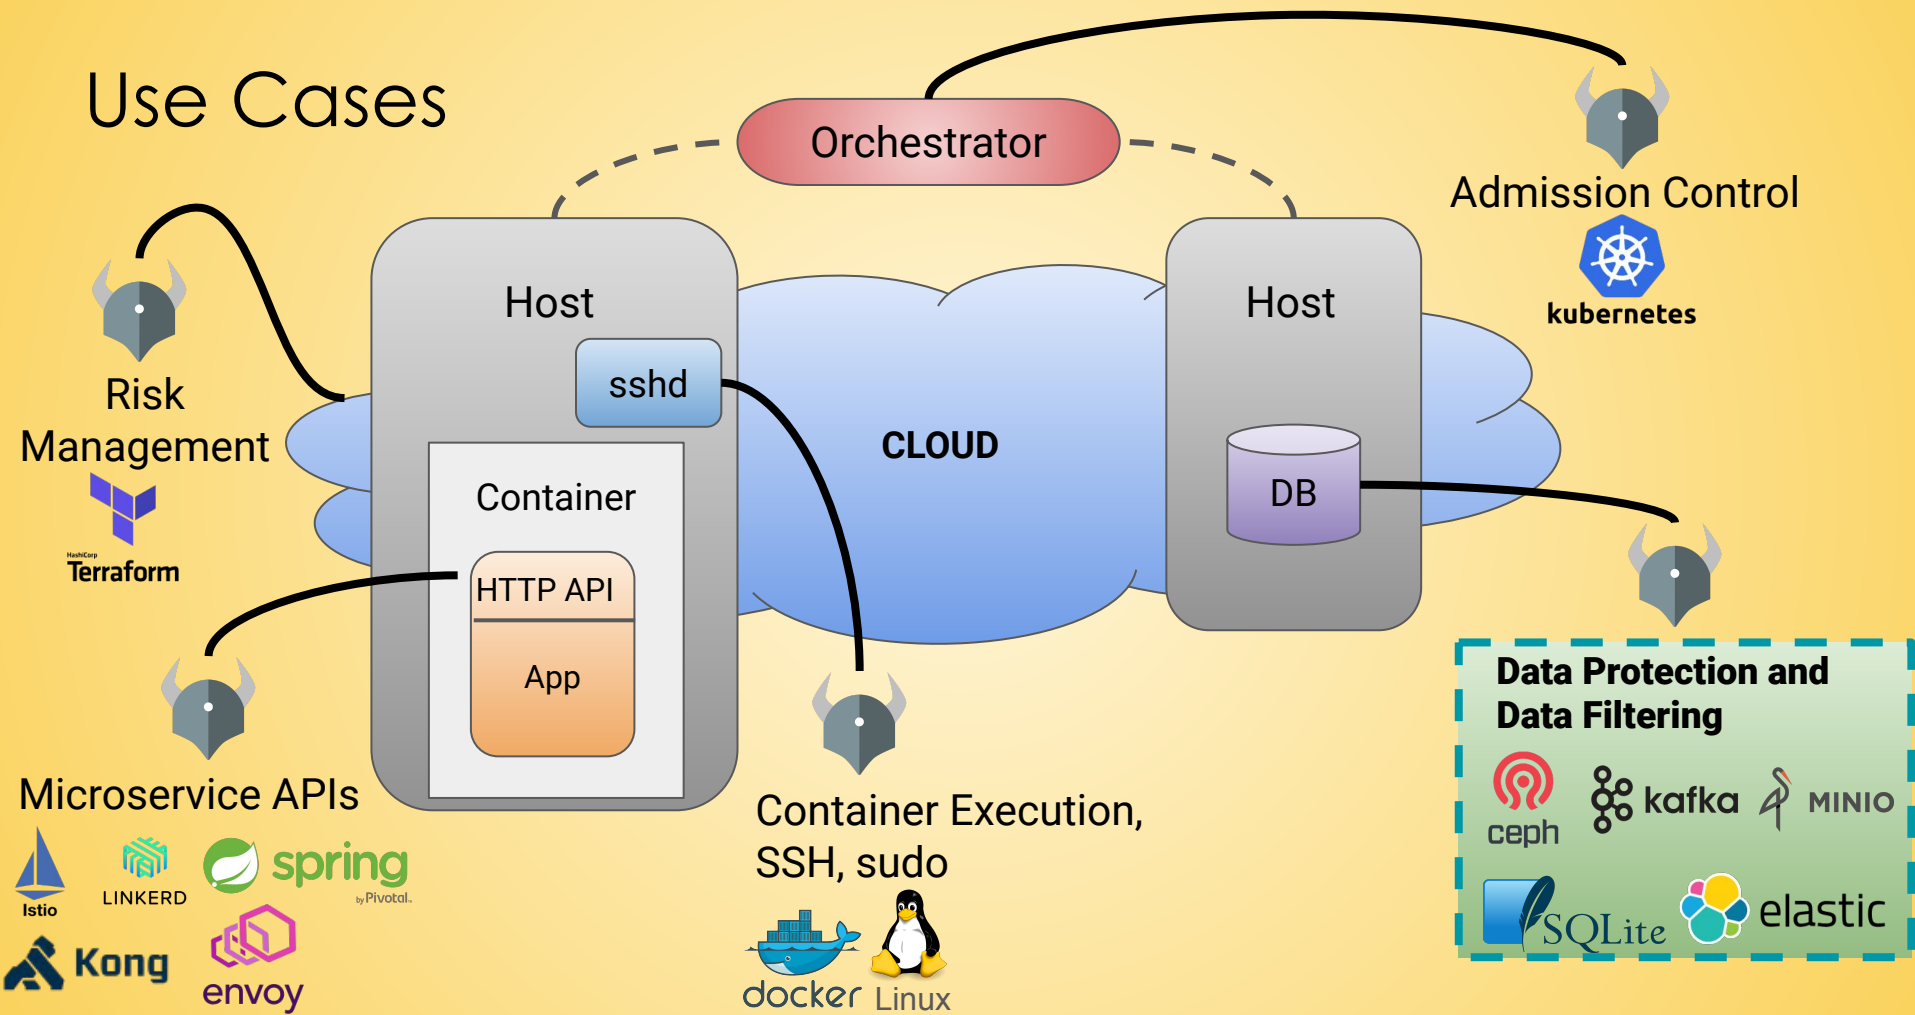 Use Cases
Orchestrator
Admission Control
kubernetes
Host
Host
sshd
Risk
Management
HashiCorp
Terraform
CLOUD
Container
DB
HTTP API
App
Data Protection and
Data Filtering
ceph
kafka
MINIO
SQLite
elastic
Microservice APIs
Istio
LINKERD
spring
by Pivotal
Kong
envoy
Container Execution,
SSH, sudo
docker
Linux